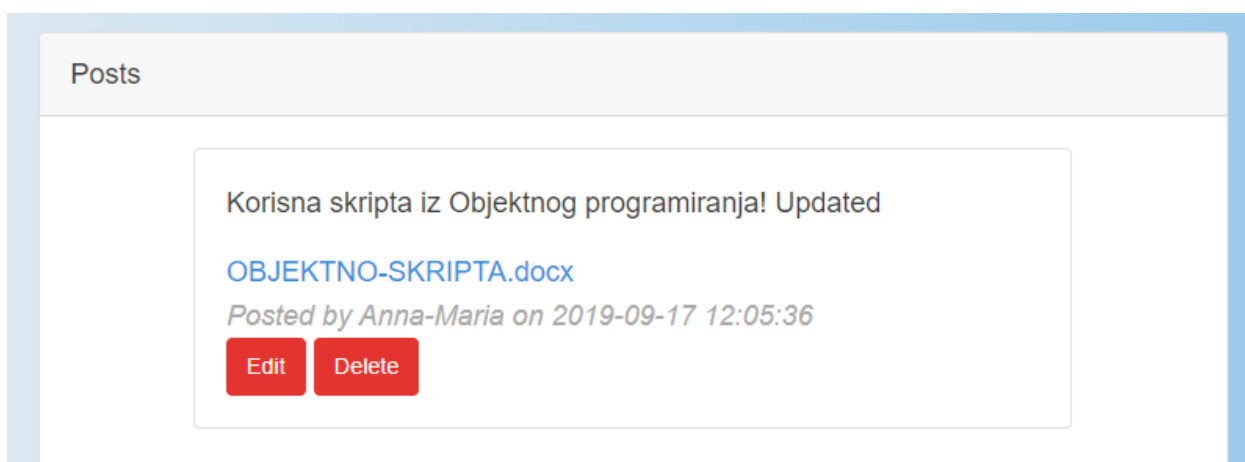 Posts
Korisna skripta iz Objektnog programiranja! Updated
OBJEKTNO-SKRIPTA.docx
Posted by Anna-Maria on 2019-09-17 12:05:36
Edit Delete